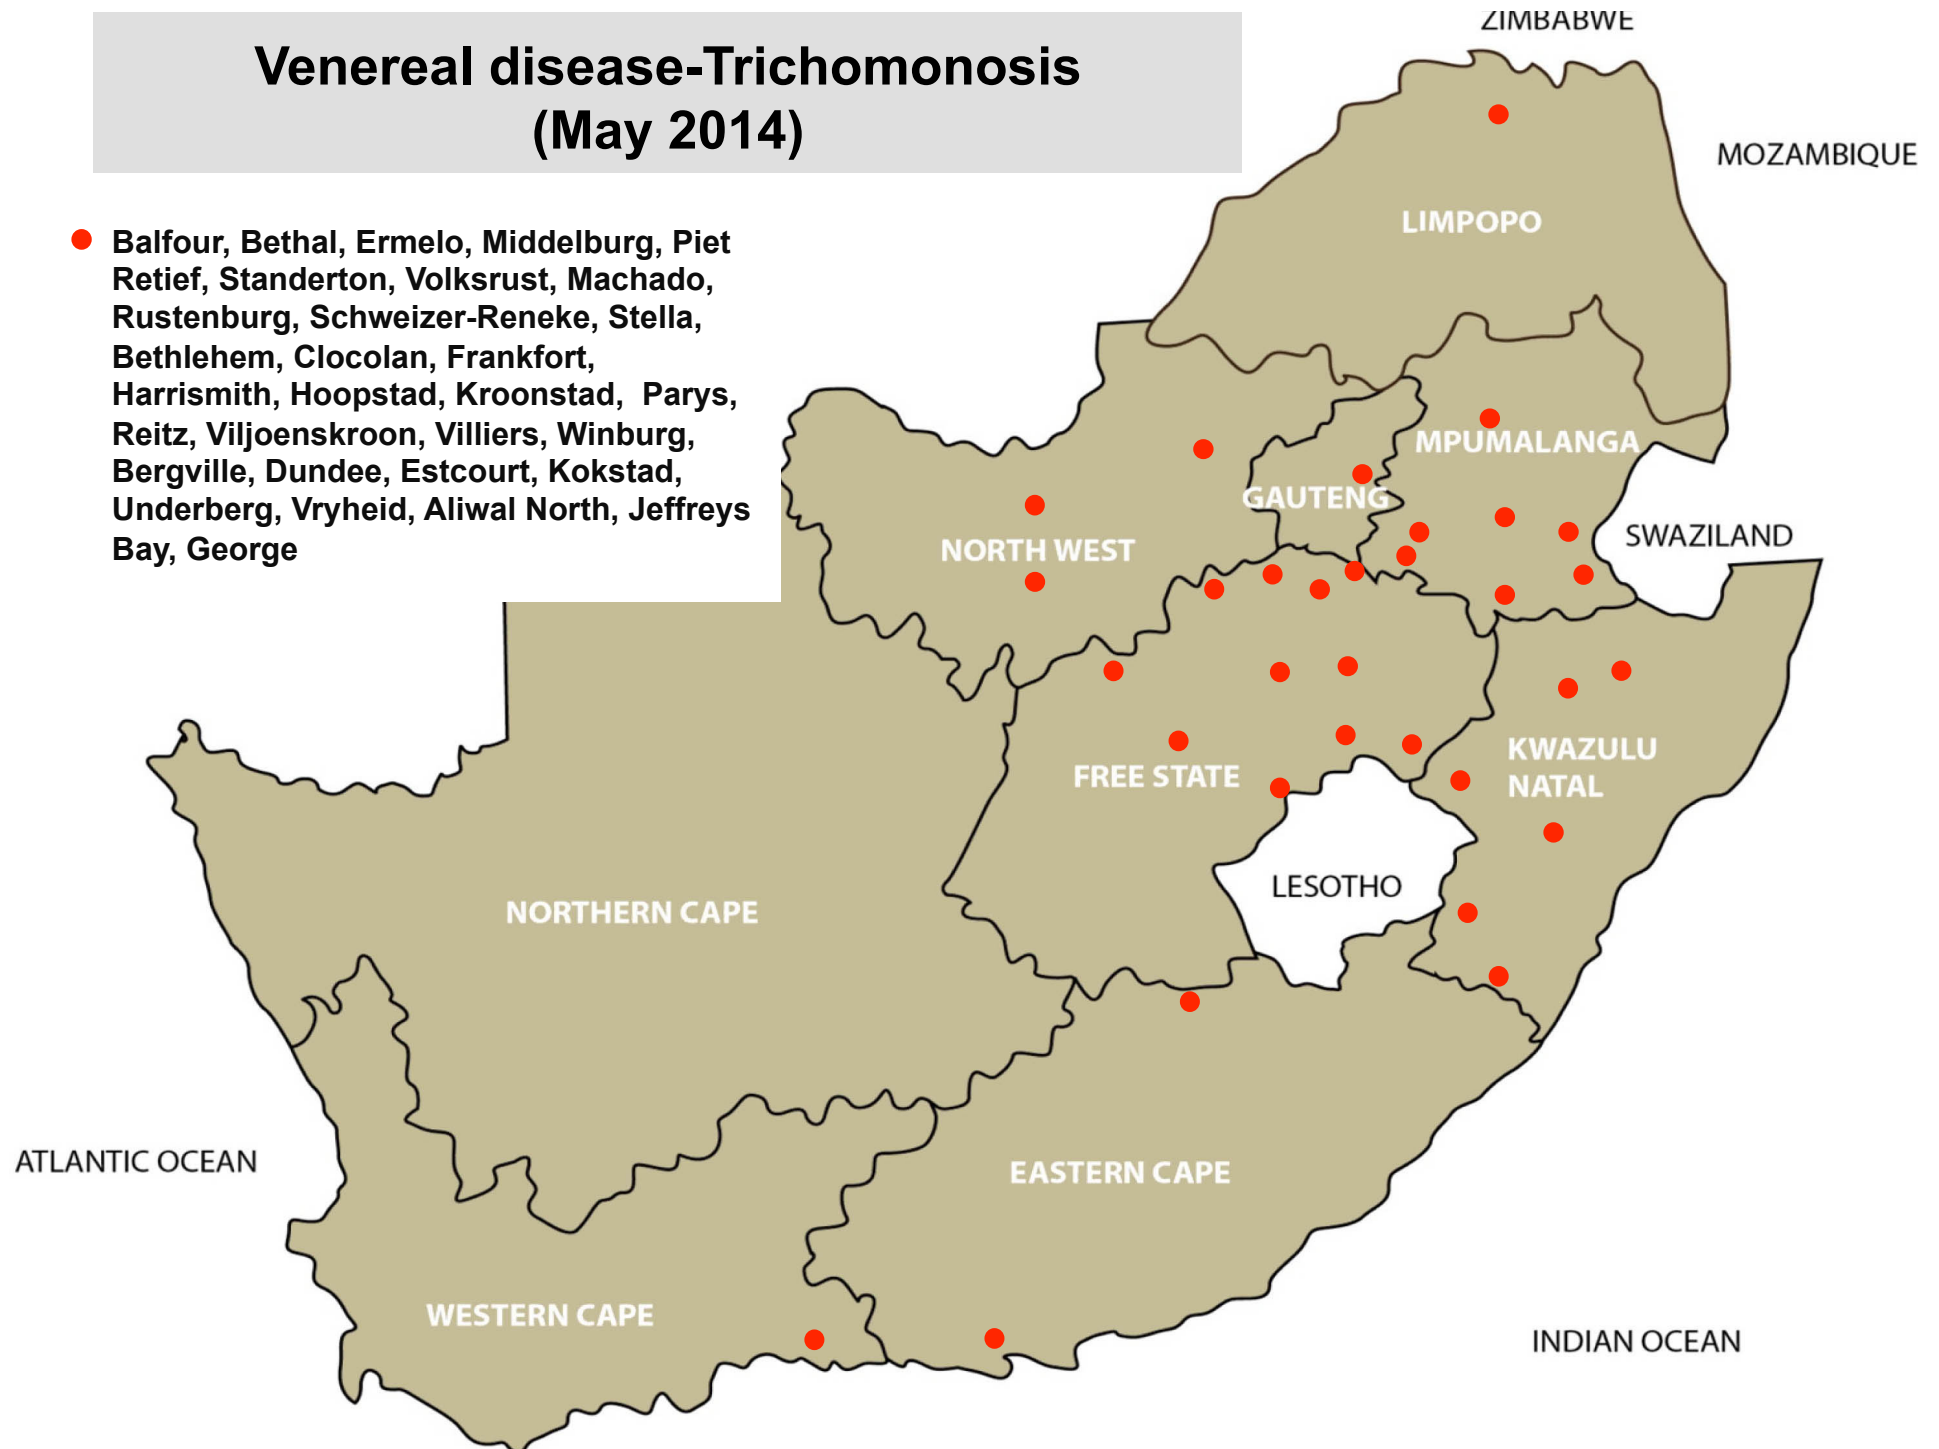 Venereal disease-Trichomonosis
(May 2014)
Balfour, Bethal, Ermelo, Middelburg, Piet
Retief, Standerton, Volksrust, Machado,
Rustenburg, Schweizer-Reneke, Stella,
Bethlehem, Clocolan, Frankfort,
Harrismith, Hoopstad, Kroonstad, Parys,
Reitz, Viljoenskroon, Villiers, Winburg,
Bergville, Dundee, Estcourt, Kokstad,
Underberg, Vryheid, Aliwal North, Jeffreys
Bay, George
ZIMBABWE
MOZAMBIQUE
LIMPOPO
MPUMALANGA
GAUTENG
SWAZILAND
NORTH WEST
KWAZULU
NATAL
FREE STATE
LESOTHO
NORTHERN CAPE
ATLANTIC OCEAN
EASTERN CAPE
WESTERN CAPE
INDIAN OCEAN